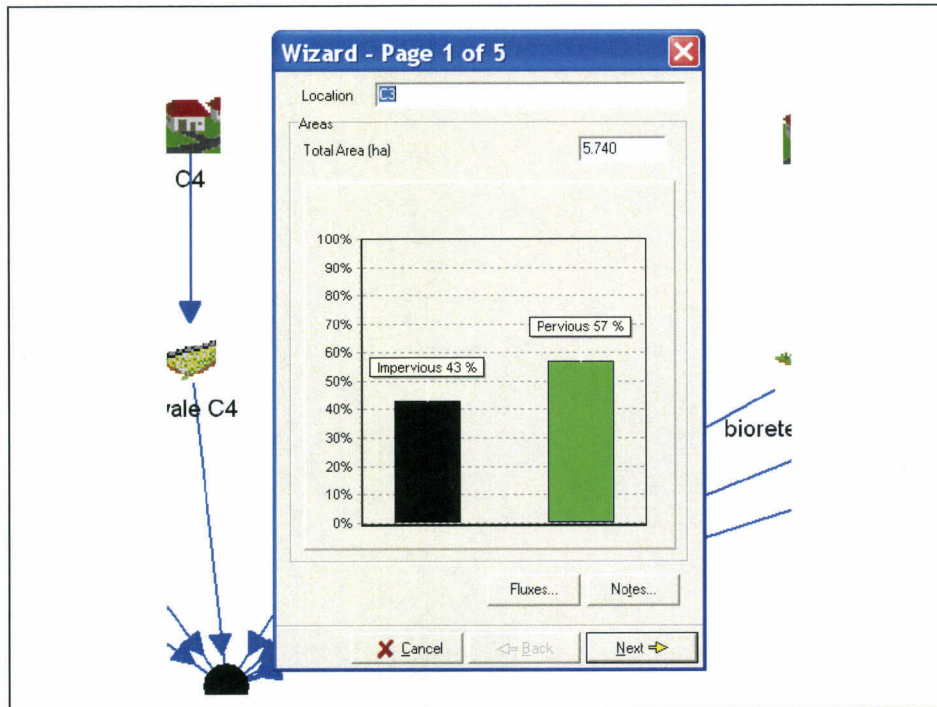 Wizard - Page 1 of 5
Location C3
Areas
Total Area (ha) 5.740
C4
100%
90%
80%
70%
Pervious 57 %
60%
Impervious 43 %
50%
40%
30%
20%
10%
0%
vale C4
biorete
Fluxes... Notes...
Cancel Back Next